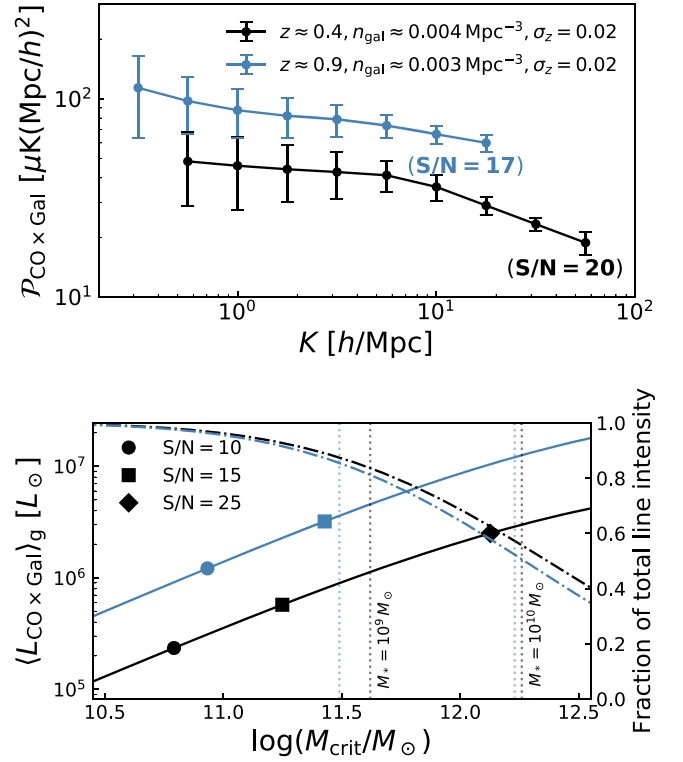 z ≈ 0.4, n_gal ≈ 0.004 Mpc⁻³, σ_z = 0.02
z ≈ 0.9, n_gal ≈ 0.003 Mpc⁻³, σ_z = 0.02
(S/N = 17)
(S/N = 20)
10²
10¹
P_CO × Gal [μK(Mpc/h)²]
10⁰ 10¹ 10²
K [h/Mpc]
S/N = 10
S/N = 15
S/N = 25
10⁷
10⁶
10⁵
⟨L_CO × Gal⟩_g [L_⊙]
M_* = 10⁹ M_⊙
M_* = 10¹⁰ M_⊙
1.0
0.8
0.6
0.4
0.2
0.0
Fraction of total line intensity
10.5 11.0 11.5 12.0 12.5
log(M_crit/M_⊙)